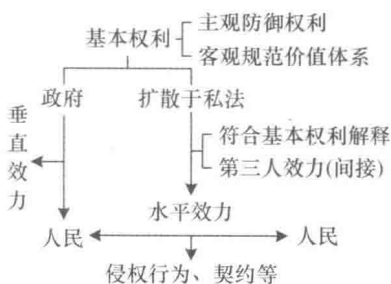 主观防御权利
基本权利
客观规范价值体系
政府
扩散于私法
垂直效力
符合基本权利解释
第三人效力(间接)
水平效力
人民
人民
侵权行为、契约等